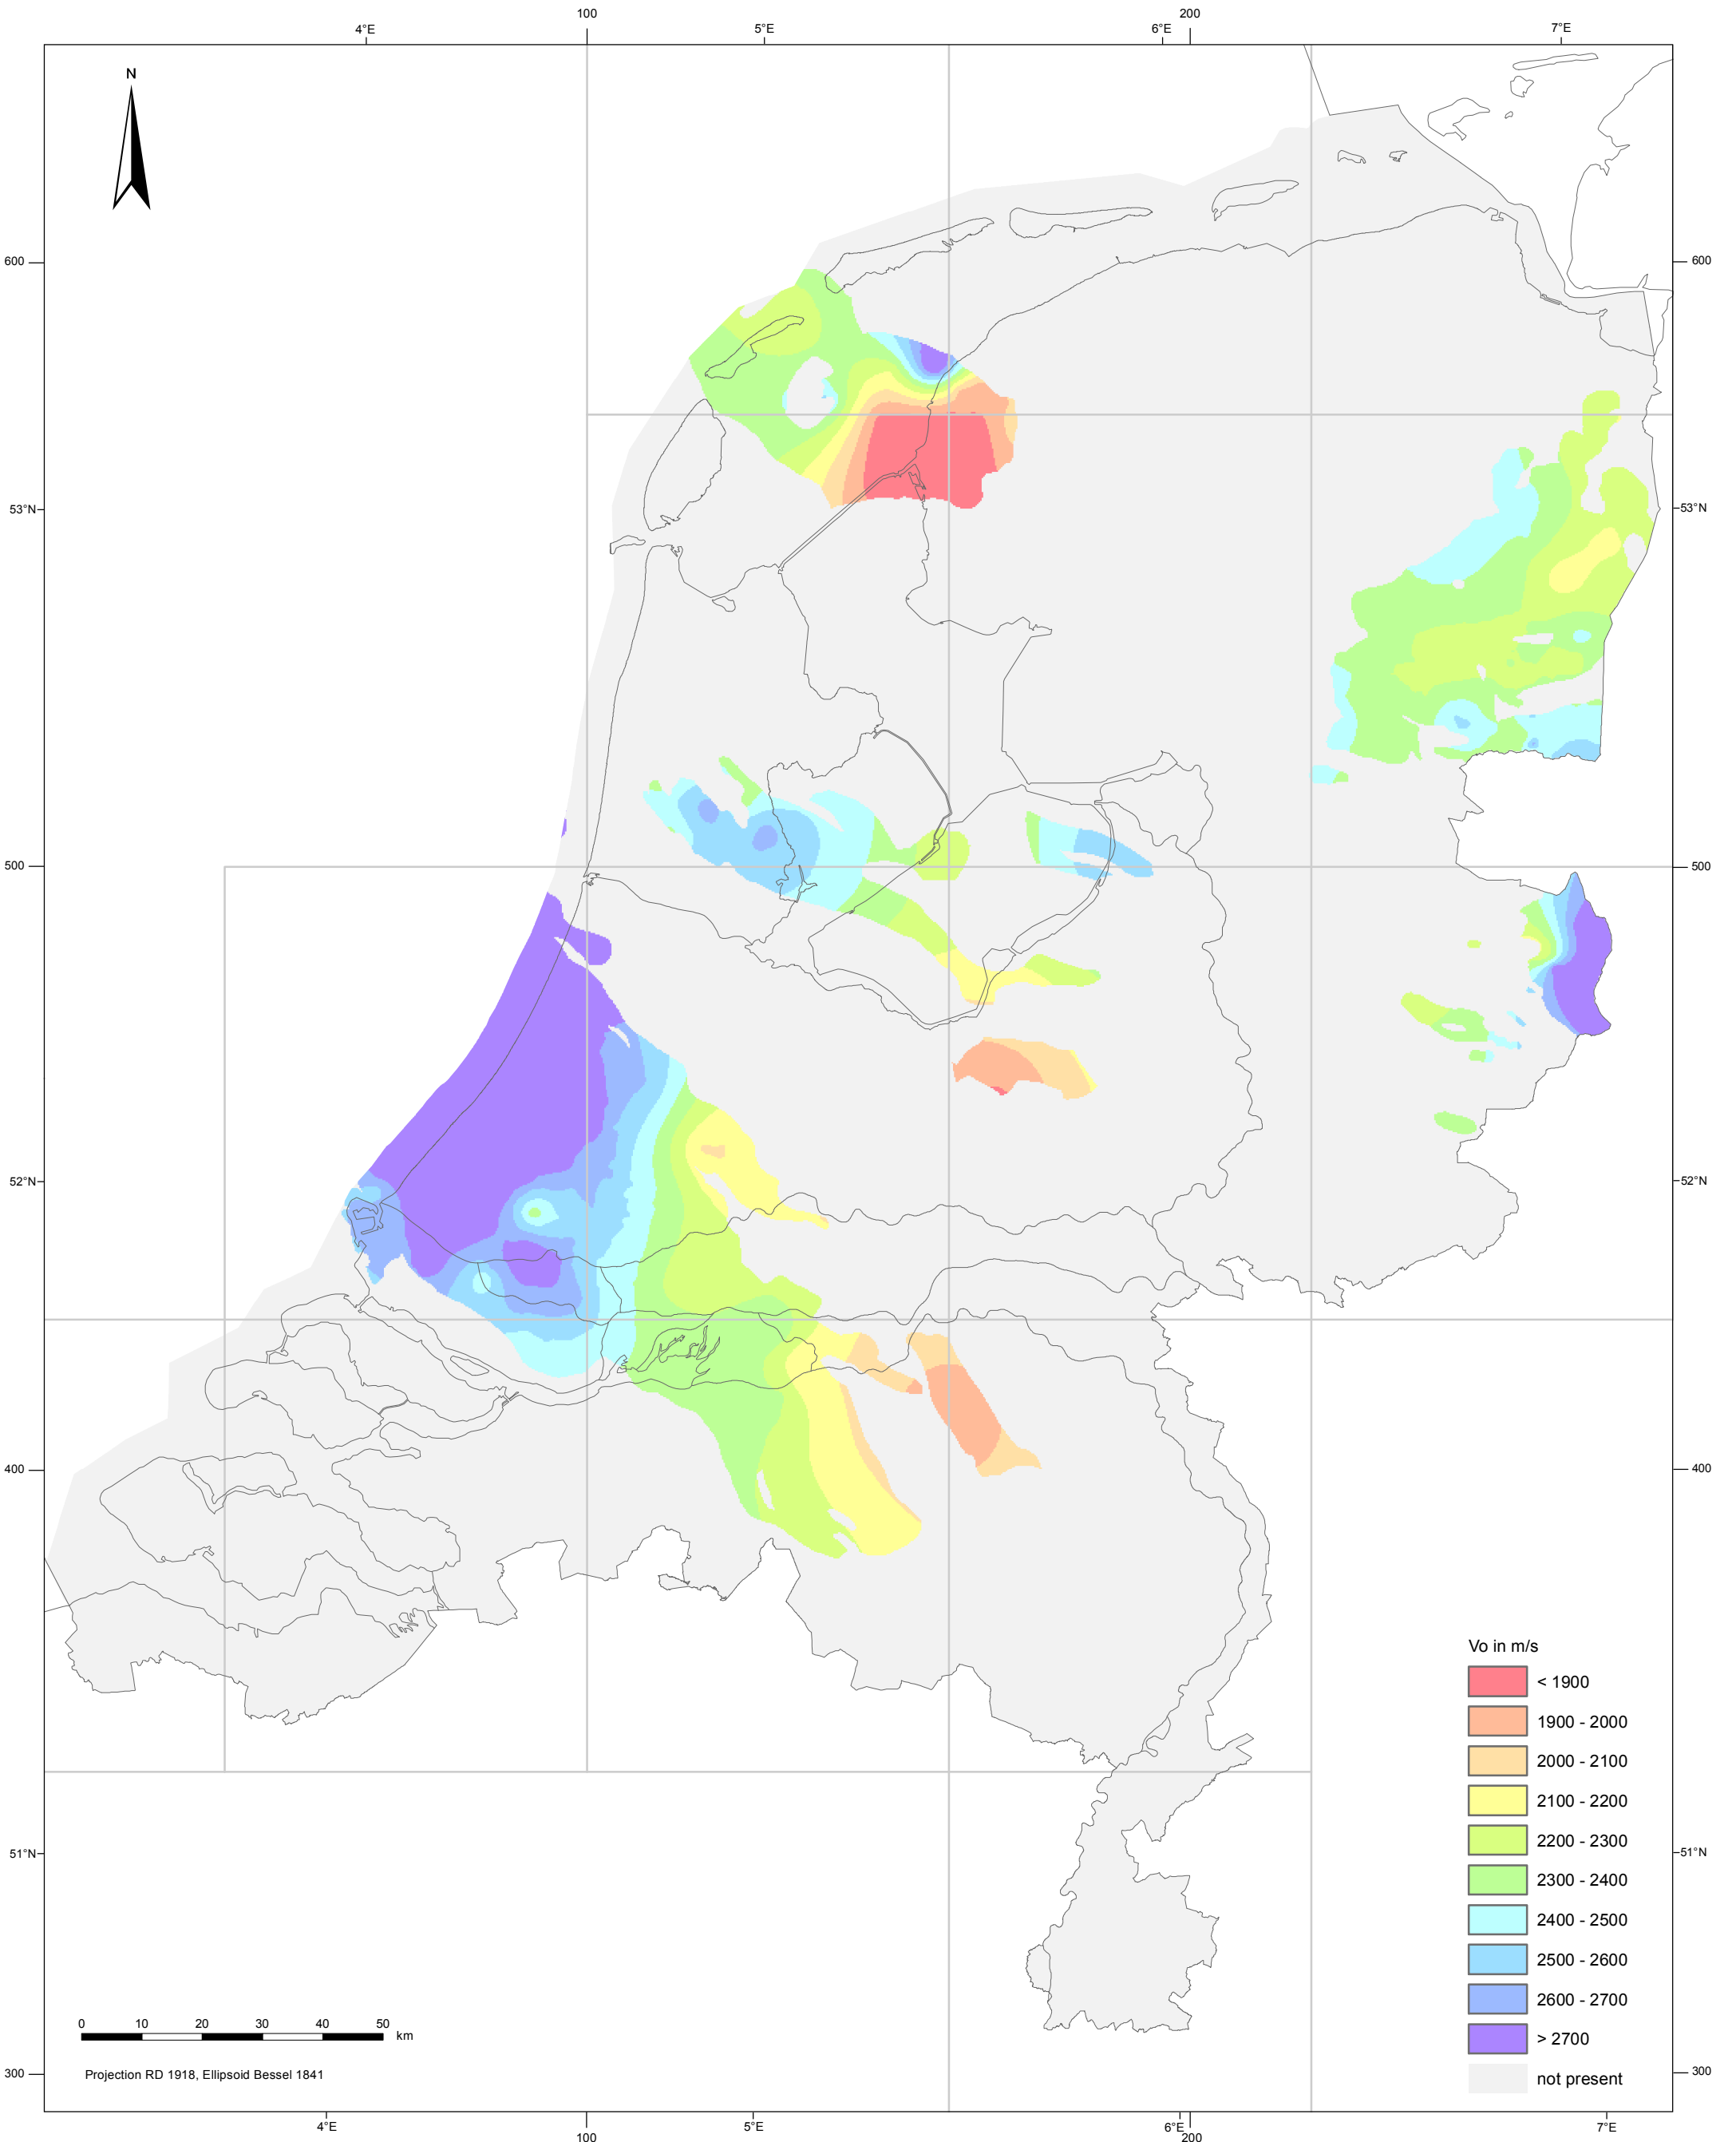 100 200
4°E 5°E 6°E 7°E
N
600 600
53°N 53°N
500 500
52°N 52°N
400 400
Vo in m/s
< 1900
1900 - 2000
2000 - 2100
2100 - 2200
2200 - 2300
51°N 51°N
2300 - 2400
2400 - 2500
2500 - 2600
2600 - 2700
0 10 20 30 40 50
km
> 2700
Projection RD 1918, Ellipsoid Bessel 1841
300 300
not present
4°E 5°E 6°E 7°E
100 200